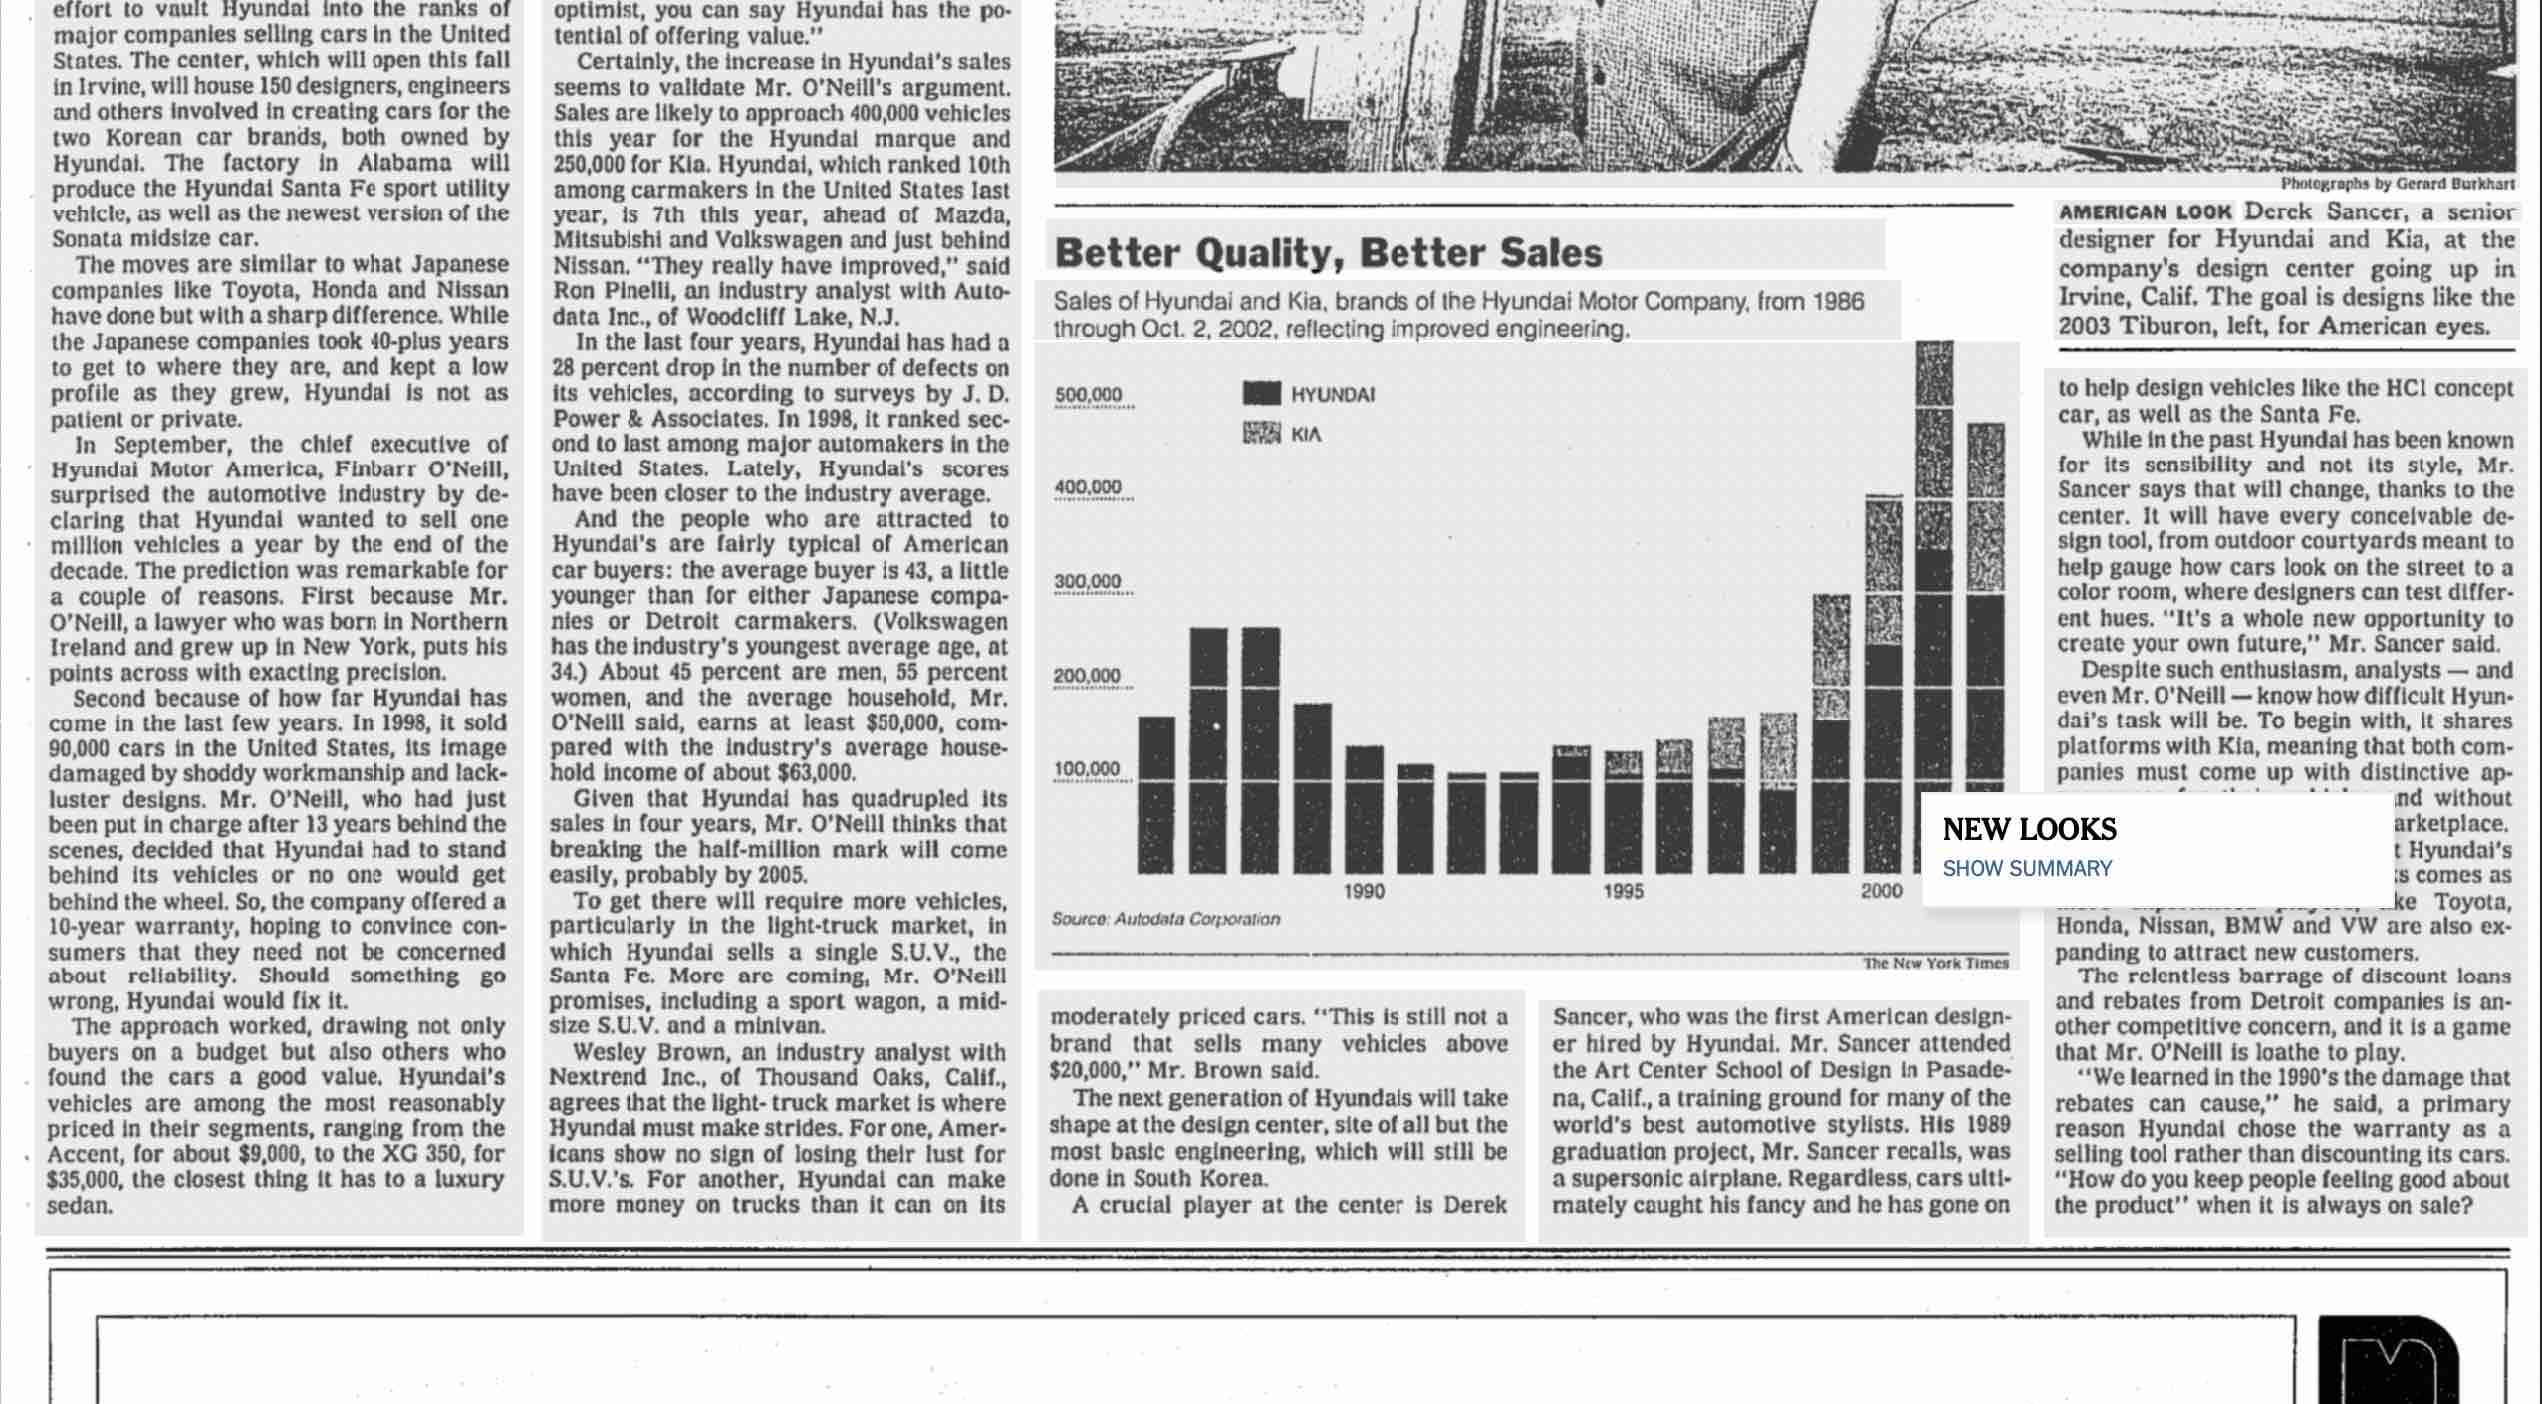 effort to vault Hyundai into the ranks of
major companies selling cars in the United
States. The center, which will open this fall
in Irvine, will house 150 designers, engineers
and others involved in creating cars for the
two Korean car brands, both owned by
Hyundai. The factory in Alabama will
produce the Hyundai Santa Fe sport utility
vehicle, as well as the newest version of the
Sonata midsize car.
The moves are similar to what Japanese
companies like Toyota, Honda and Nissan
have done but with a sharp difference. While
the Japanese companies took 40-plus years
to get to where they are, and kept a low
profile as they grew, Hyundai is not as
patient or private.
In September, the chief executive of
Hyundai Motor America, Finbarr O'Neill,
surprised the automotive industry by de-
claring that Hyundai wanted to sell one
million vehicles a year by the end of the
decade. The prediction was remarkable for
a couple of reasons. First because Mr.
O'Neill, a lawyer who was born in Northern
Ireland and grew up in New York, puts his
points across with exacting precision.
Second because of how far Hyundai has
come in the last few years. In 1998, it sold
90,000 cars in the United States, its image
damaged by shoddy workmanship and lack-
luster designs. Mr. O'Neill, who had just
been put in charge after 13 years behind the
scenes, decided that Hyundai had to stand
behind its vehicles or no one would get
behind the wheel. So, the company offered a
10-year warranty, hoping to convince con-
sumers that they need not be concerned
about reliability. Should something go
wrong, Hyundai would fix it.
The approach worked, drawing not only
buyers on a budget but also others who
found the cars a good value. Hyundai's
vehicles are among the most reasonably
priced in their segments, ranging from the
Accent, for about $9,000, to the XG 350, for
$35,000, the closest thing it has to a luxury
sedan.
optimist, you can say Hyundai has the po-
tential of offering value."
Certainly, the increase in Hyundai's sales
seems to validate Mr. O'Neill's argument.
Sales are likely to approach 400,000 vehicles
this year for the Hyundai marque and
250,000 for Kia. Hyundai, which ranked 10th
among carmakers in the United States last
year, is 7th this year, ahead of Mazda,
Mitsubishi and Volkswagen and just behind
Nissan. "They really have improved," said
Ron Pinelli, an industry analyst with Auto-
data Inc., of Woodcliff Lake, N.J.
In the last four years, Hyundai has had a
28 percent drop in the number of defects on
its vehicles, according to surveys by J. D.
Power & Associates. In 1998, it ranked sec-
ond to last among major automakers in the
United States. Lately, Hyundai's scores
have been closer to the industry average.
And the people who are attracted to
Hyundai's are fairly typical of American
car buyers: the average buyer is 43, a little
younger than for either Japanese compa-
nies or Detroit carmakers. (Volkswagen
has the industry's youngest average age, at
34.) About 45 percent are men, 55 percent
women, and the average household, Mr.
O'Neill said, earns at least $50,000, com-
pared with the industry's average house-
hold income of about $63,000.
Given that Hyundai has quadrupled its
sales in four years, Mr. O'Neill thinks that
breaking the half-million mark will come
easily, probably by 2005.
To get there will require more vehicles,
particularly in the light-truck market, in
which Hyundai sells a single S.U.V., the
Santa Fe. More are coming, Mr. O'Neill
promises, including a sport wagon, a mid-
size S.U.V. and a minivan.
Wesley Brown, an industry analyst with
Nextrend Inc., of Thousand Oaks, Calif.,
agrees that the light-truck market is where
Hyundai must make strides. For one, Amer-
icans show no sign of losing their lust for
S.U.V.'s. For another, Hyundai can make
more money on trucks than it can on its
Photographs by Gerard Burkhart
Better Quality, Better Sales
Sales of Hyundai and Kia, brands of the Hyundai Motor Company, from 1986
through Oct. 2, 2002, reflecting improved engineering.
500,000
HYUNDAI
KIA
400,000
300,000
200,000
100,000
1990
1995
2000
Source: Autodata Corporation
The New York Times
moderately priced cars. "This is still not a
brand that sells many vehicles above
$20,000," Mr. Brown said.
The next generation of Hyundais will take
shape at the design center, site of all but the
most basic engineering, which will still be
done in South Korea.
A crucial player at the center is Derek
Sancer, who was the first American design-
er hired by Hyundai. Mr. Sancer attended
the Art Center School of Design in Pasade-
na, Calif., a training ground for many of the
world's best automotive stylists. His 1989
graduation project, Mr. Sancer recalls, was
a supersonic airplane. Regardless, cars ulti-
mately caught his fancy and he has gone on
AMERICAN LOOK Derek Sancer, a senior
designer for Hyundai and Kia, at the
company's design center going up in
Irvine, Calif. The goal is designs like the
2003 Tiburon, left, for American eyes.
to help design vehicles like the HCI concept
car, as well as the Santa Fe.
While in the past Hyundai has been known
for its sensibility and not its style, Mr.
Sancer says that will change, thanks to the
center. It will have every conceivable de-
sign tool, from outdoor courtyards meant to
help gauge how cars look on the street to a
color room, where designers can test differ-
ent hues. "It's a whole new opportunity to
create your own future," Mr. Sancer said.
Despite such enthusiasm, analysts — and
even Mr. O'Neill — know how difficult Hyun-
dai's task will be. To begin with, it shares
platforms with Kia, meaning that both com-
panies must come up with distinctive ap-
and without
arketplace.
Hyundai's
comes as
Toyota,
Honda, Nissan, BMW and VW are also ex-
panding to attract new customers.
The relentless barrage of discount loans
and rebates from Detroit companies is an-
other competitive concern, and it is a game
that Mr. O'Neill is loathe to play.
"We learned in the 1990's the damage that
rebates can cause," he said, a primary
reason Hyundai chose the warranty as a
selling tool rather than discounting its cars.
"How do you keep people feeling good about
the product" when it is always on sale?
NEW LOOKS
SHOW SUMMARY